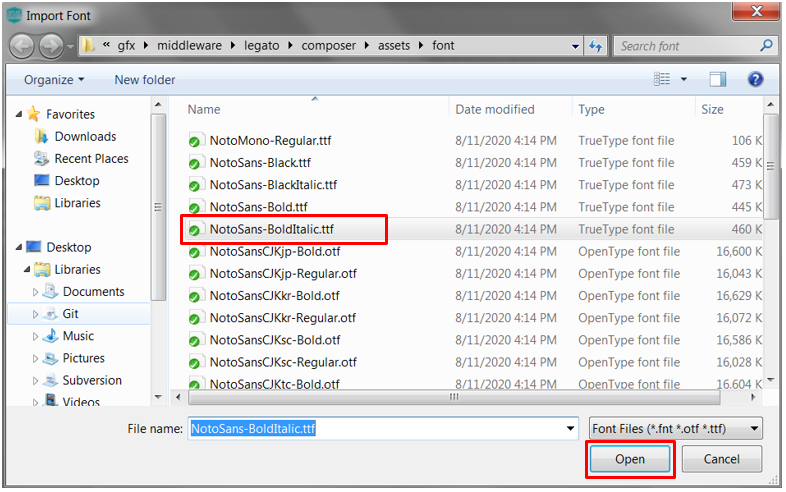 Import Font
« gfx ▸ middleware ▸ legato ▸ composer ▸ assets ▸ font
Search font
Organize
New folder
Name Date modified Type Size
Favorites
Downloads
Recent Places
Desktop
Libraries
Desktop
Libraries
Documents
Git
Music
Pictures
Subversion
Videos
NotoMono-Regular.ttf 8/11/2020 4:14 PM TrueType font file 106 K
NotoSans-Black.ttf 8/11/2020 4:14 PM TrueType font file 459 K
NotoSans-BlackItalic.ttf 8/11/2020 4:14 PM TrueType font file 473 K
NotoSans-Bold.ttf 8/11/2020 4:14 PM TrueType font file 445 K
NotoSans-BoldItalic.ttf 8/11/2020 4:14 PM TrueType font file 460 K
NotoSansCJKjp-Bold.otf 8/11/2020 4:14 PM OpenType font file 16,600 K
NotoSansCJKjp-Regular.otf 8/11/2020 4:14 PM OpenType font file 16,043 K
NotoSansCJKkr-Bold.otf 8/11/2020 4:14 PM OpenType font file 16,629 K
NotoSansCJKkr-Regular.otf 8/11/2020 4:14 PM OpenType font file 16,072 K
NotoSansCJKsc-Bold.otf 8/11/2020 4:14 PM OpenType font file 16,586 K
NotoSansCJKsc-Regular.otf 8/11/2020 4:14 PM OpenType font file 16,028 K
NotoSansCJKtc-Bold.otf 8/11/2020 4:14 PM OpenType font file 16,604 K
File name: NotoSans-BoldItalic.ttf Font Files (*.fnt *.otf *.ttf)
Open Cancel